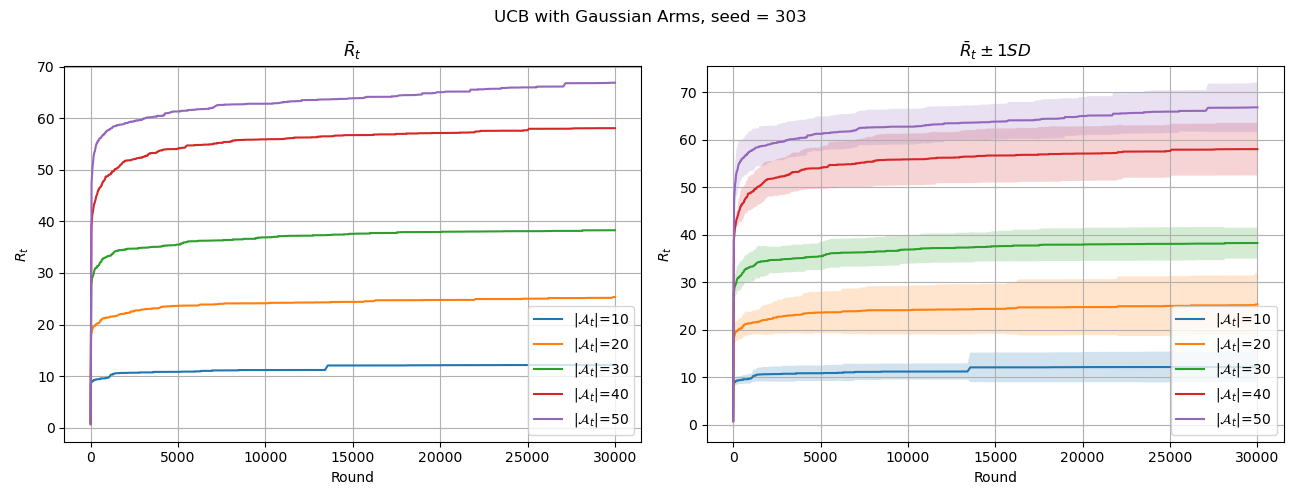 UCB with Gaussian Arms, seed = 303
R̄ₜ
70
60
50
40
30
20
10
0
Rₜ
0 5000 10000 15000 20000 25000 30000
Round
|𝒜ₜ|=10
|𝒜ₜ|=20
|𝒜ₜ|=30
|𝒜ₜ|=40
|𝒜ₜ|=50
R̄ₜ ± 1SD
70
60
50
40
30
20
10
0
Rₜ
0 5000 10000 15000 20000 25000 30000
Round
|𝒜ₜ|=10
|𝒜ₜ|=20
|𝒜ₜ|=30
|𝒜ₜ|=40
|𝒜ₜ|=50